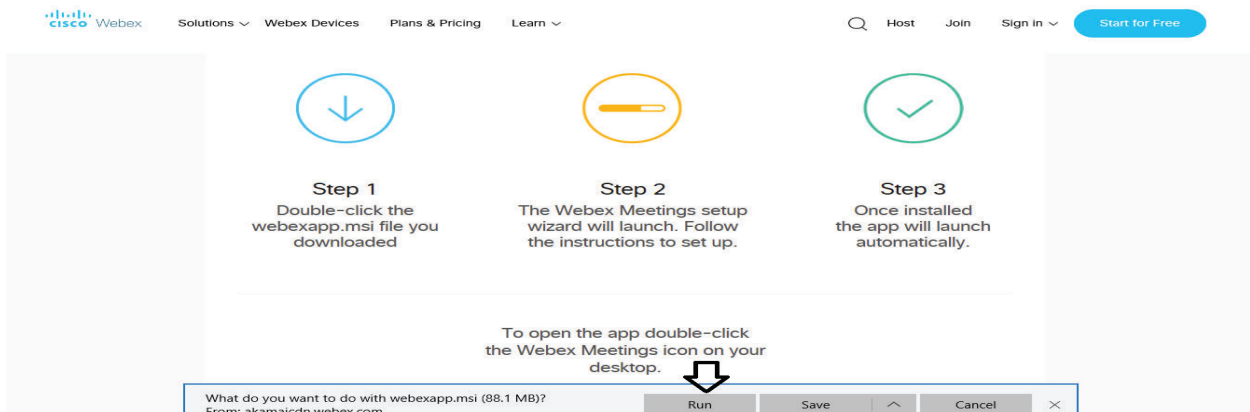 CISCO Webex Solutions Webex Devices Plans & Pricing Learn Host Join Sign in Start for Free
Step 1
Double-click the
webexapp.msi file you
downloaded
Step 2
The Webex Meetings setup
wizard will launch. Follow
the instructions to set up.
Step 3
Once installed
the app will launch
automatically.
To open the app double-click
the Webex Meetings icon on your
desktop.
What do you want to do with webexapp.msi (88.1 MB)?
From: akamaicdn.webex.com
Run Save Cancel